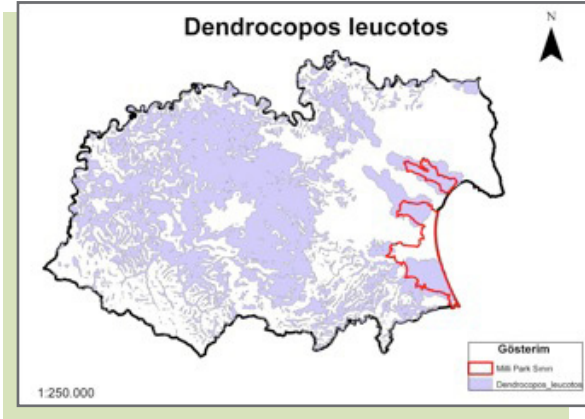 Dendrocopos leucotos
N
Gösterim
Milli Park Sınırı
Dendrocopos_leucotos
1:250.000